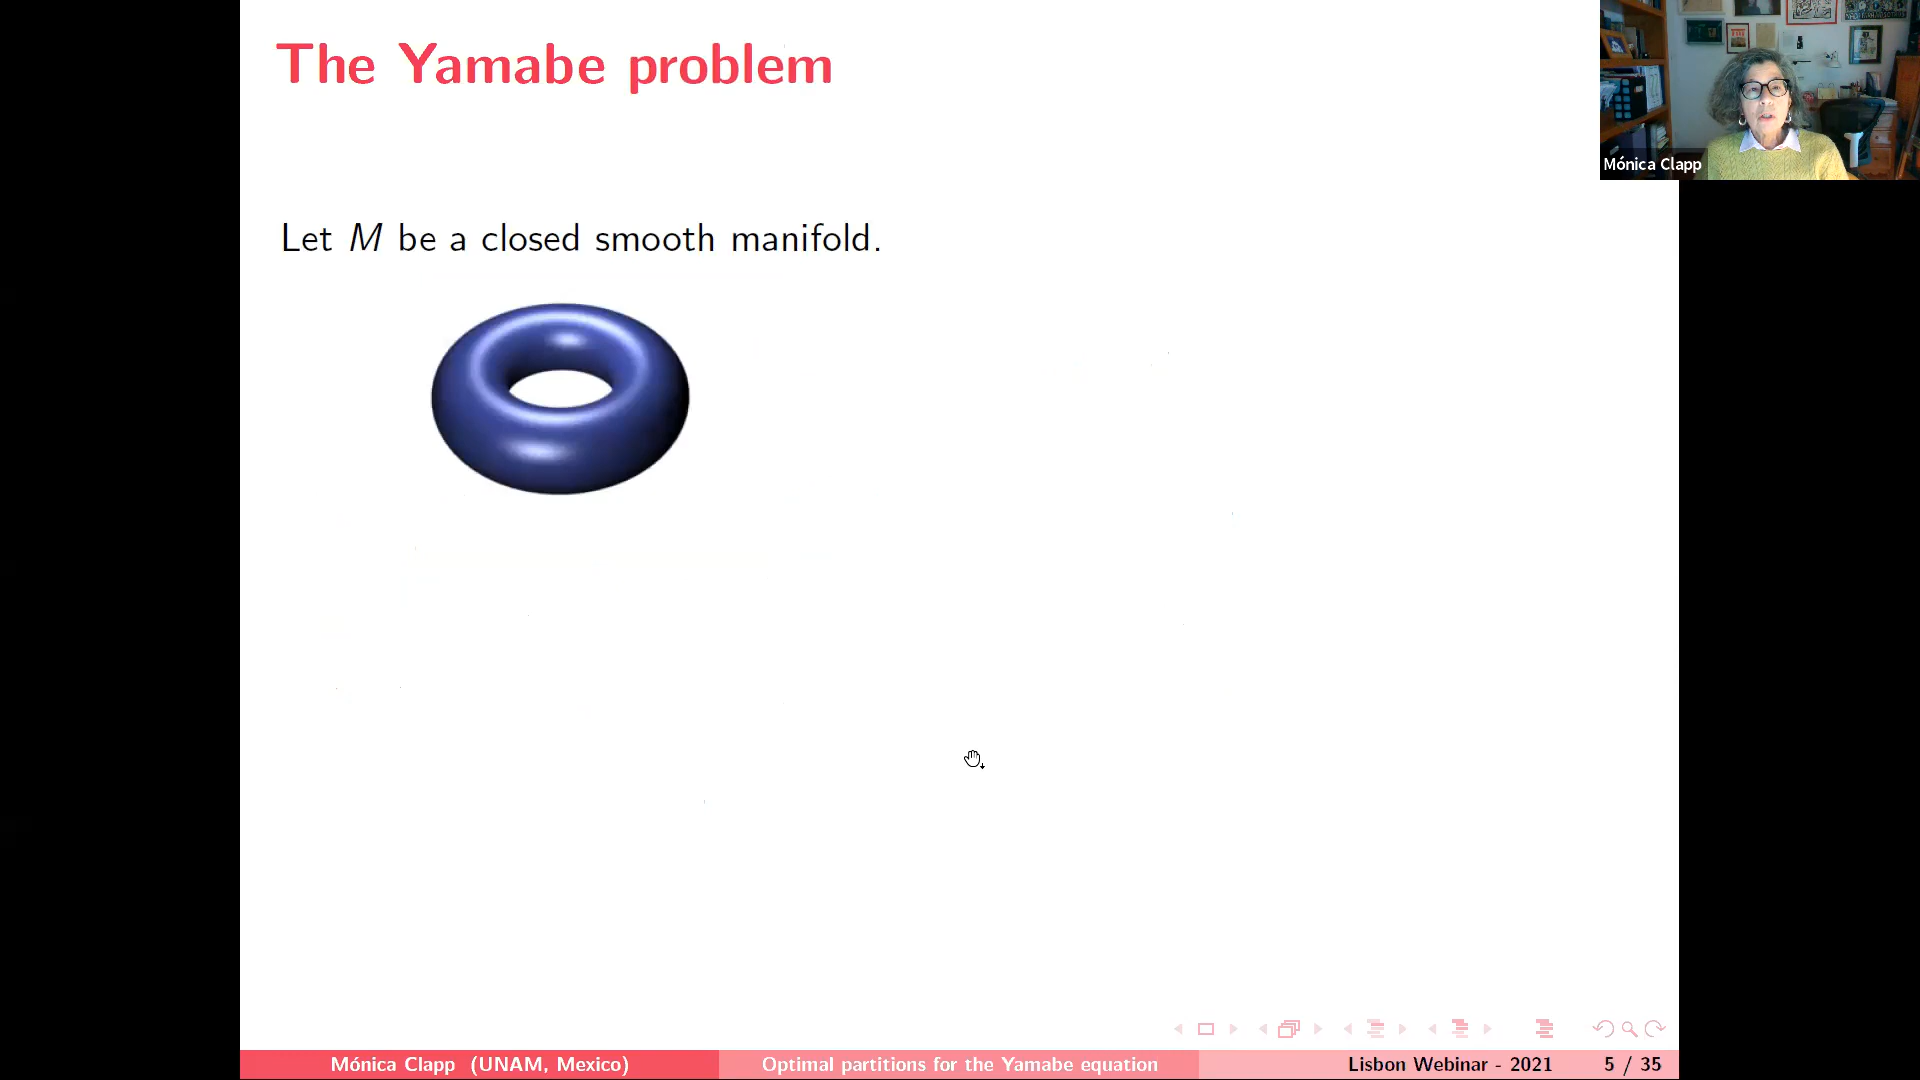 The Yamabe problem
Mónica Clapp
Let M be a closed smooth manifold.
Mónica Clapp (UNAM, Mexico)
Optimal partitions for the Yamabe equation
Lisbon Webinar - 2021
5 / 35